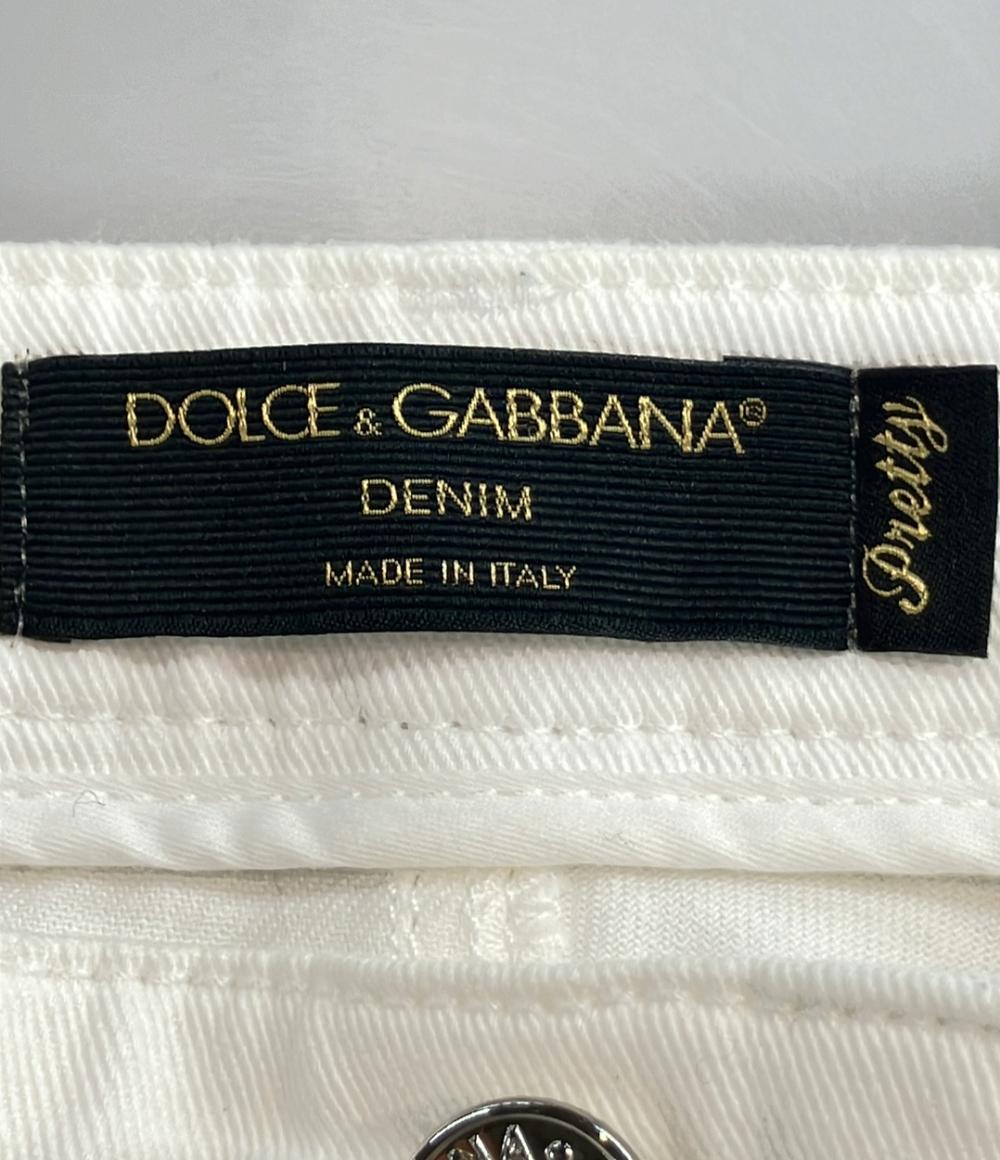 DOLCE & GABBANA®
DENIM
MADE IN ITALY
Pretty